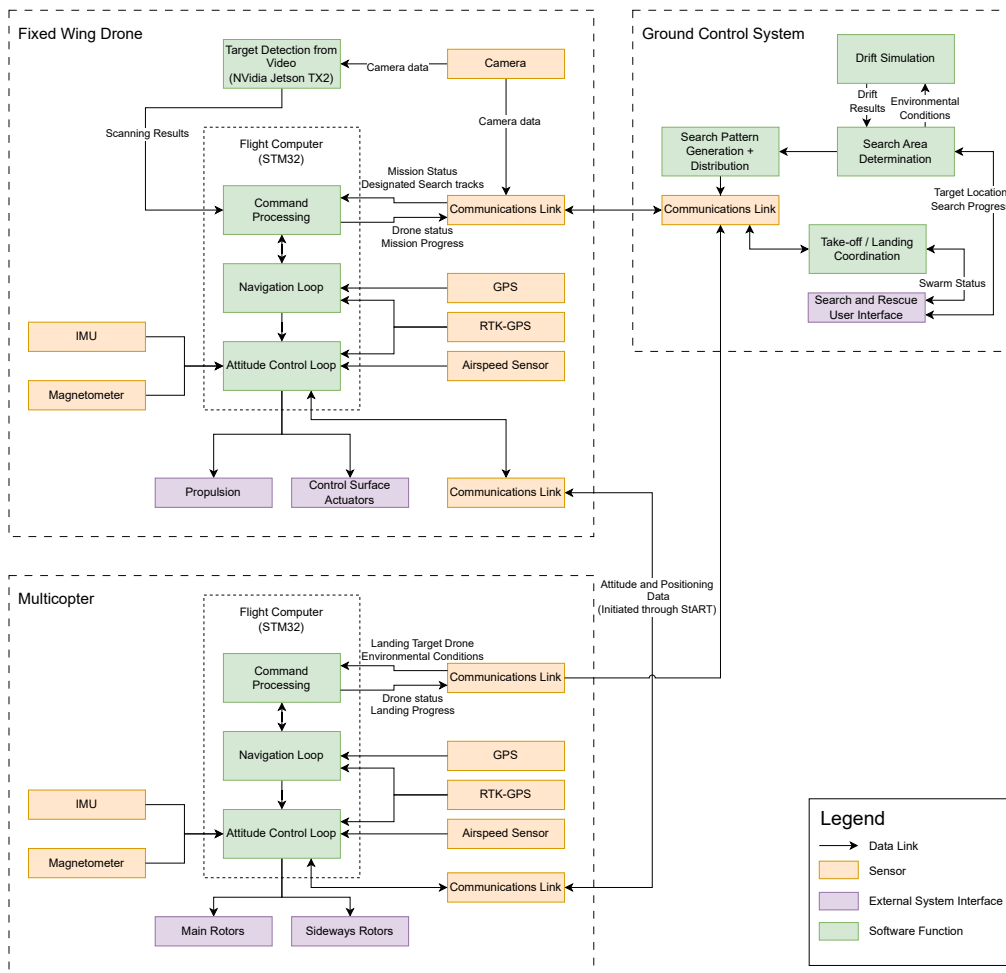 Fixed Wing Drone
Target Detection from
Video
(NVidia Jetson TX2)
Camera data
Camera
Scanning Results
Camera data
Flight Computer
(STM32)
Mission Status
Designated Search tracks
Command
Processing
Communications Link
Drone status
Mission Progress
Navigation Loop
GPS
RTK-GPS
IMU
Attitude Control Loop
Airspeed Sensor
Magnetometer
Propulsion
Control Surface
Actuators
Communications Link
Ground Control System
Drift Simulation
Drift
Results
Environmental
Conditions
Search Pattern
Generation +
Distribution
Search Area
Determination
Target Location
Search Progress
Communications Link
Take-off / Landing
Coordination
Swarm Status
Search and Rescue
User Interface
Attitude and Positioning
Data
(Initiated through StART)
Multicopter
Flight Computer
(STM32)
Landing Target Drone
Environmental Conditions
Command
Processing
Communications Link
Drone status
Landing Progress
Navigation Loop
GPS
RTK-GPS
IMU
Attitude Control Loop
Airspeed Sensor
Magnetometer
Communications Link
Main Rotors
Sideways Rotors
Legend
Data Link
Sensor
External System Interface
Software Function